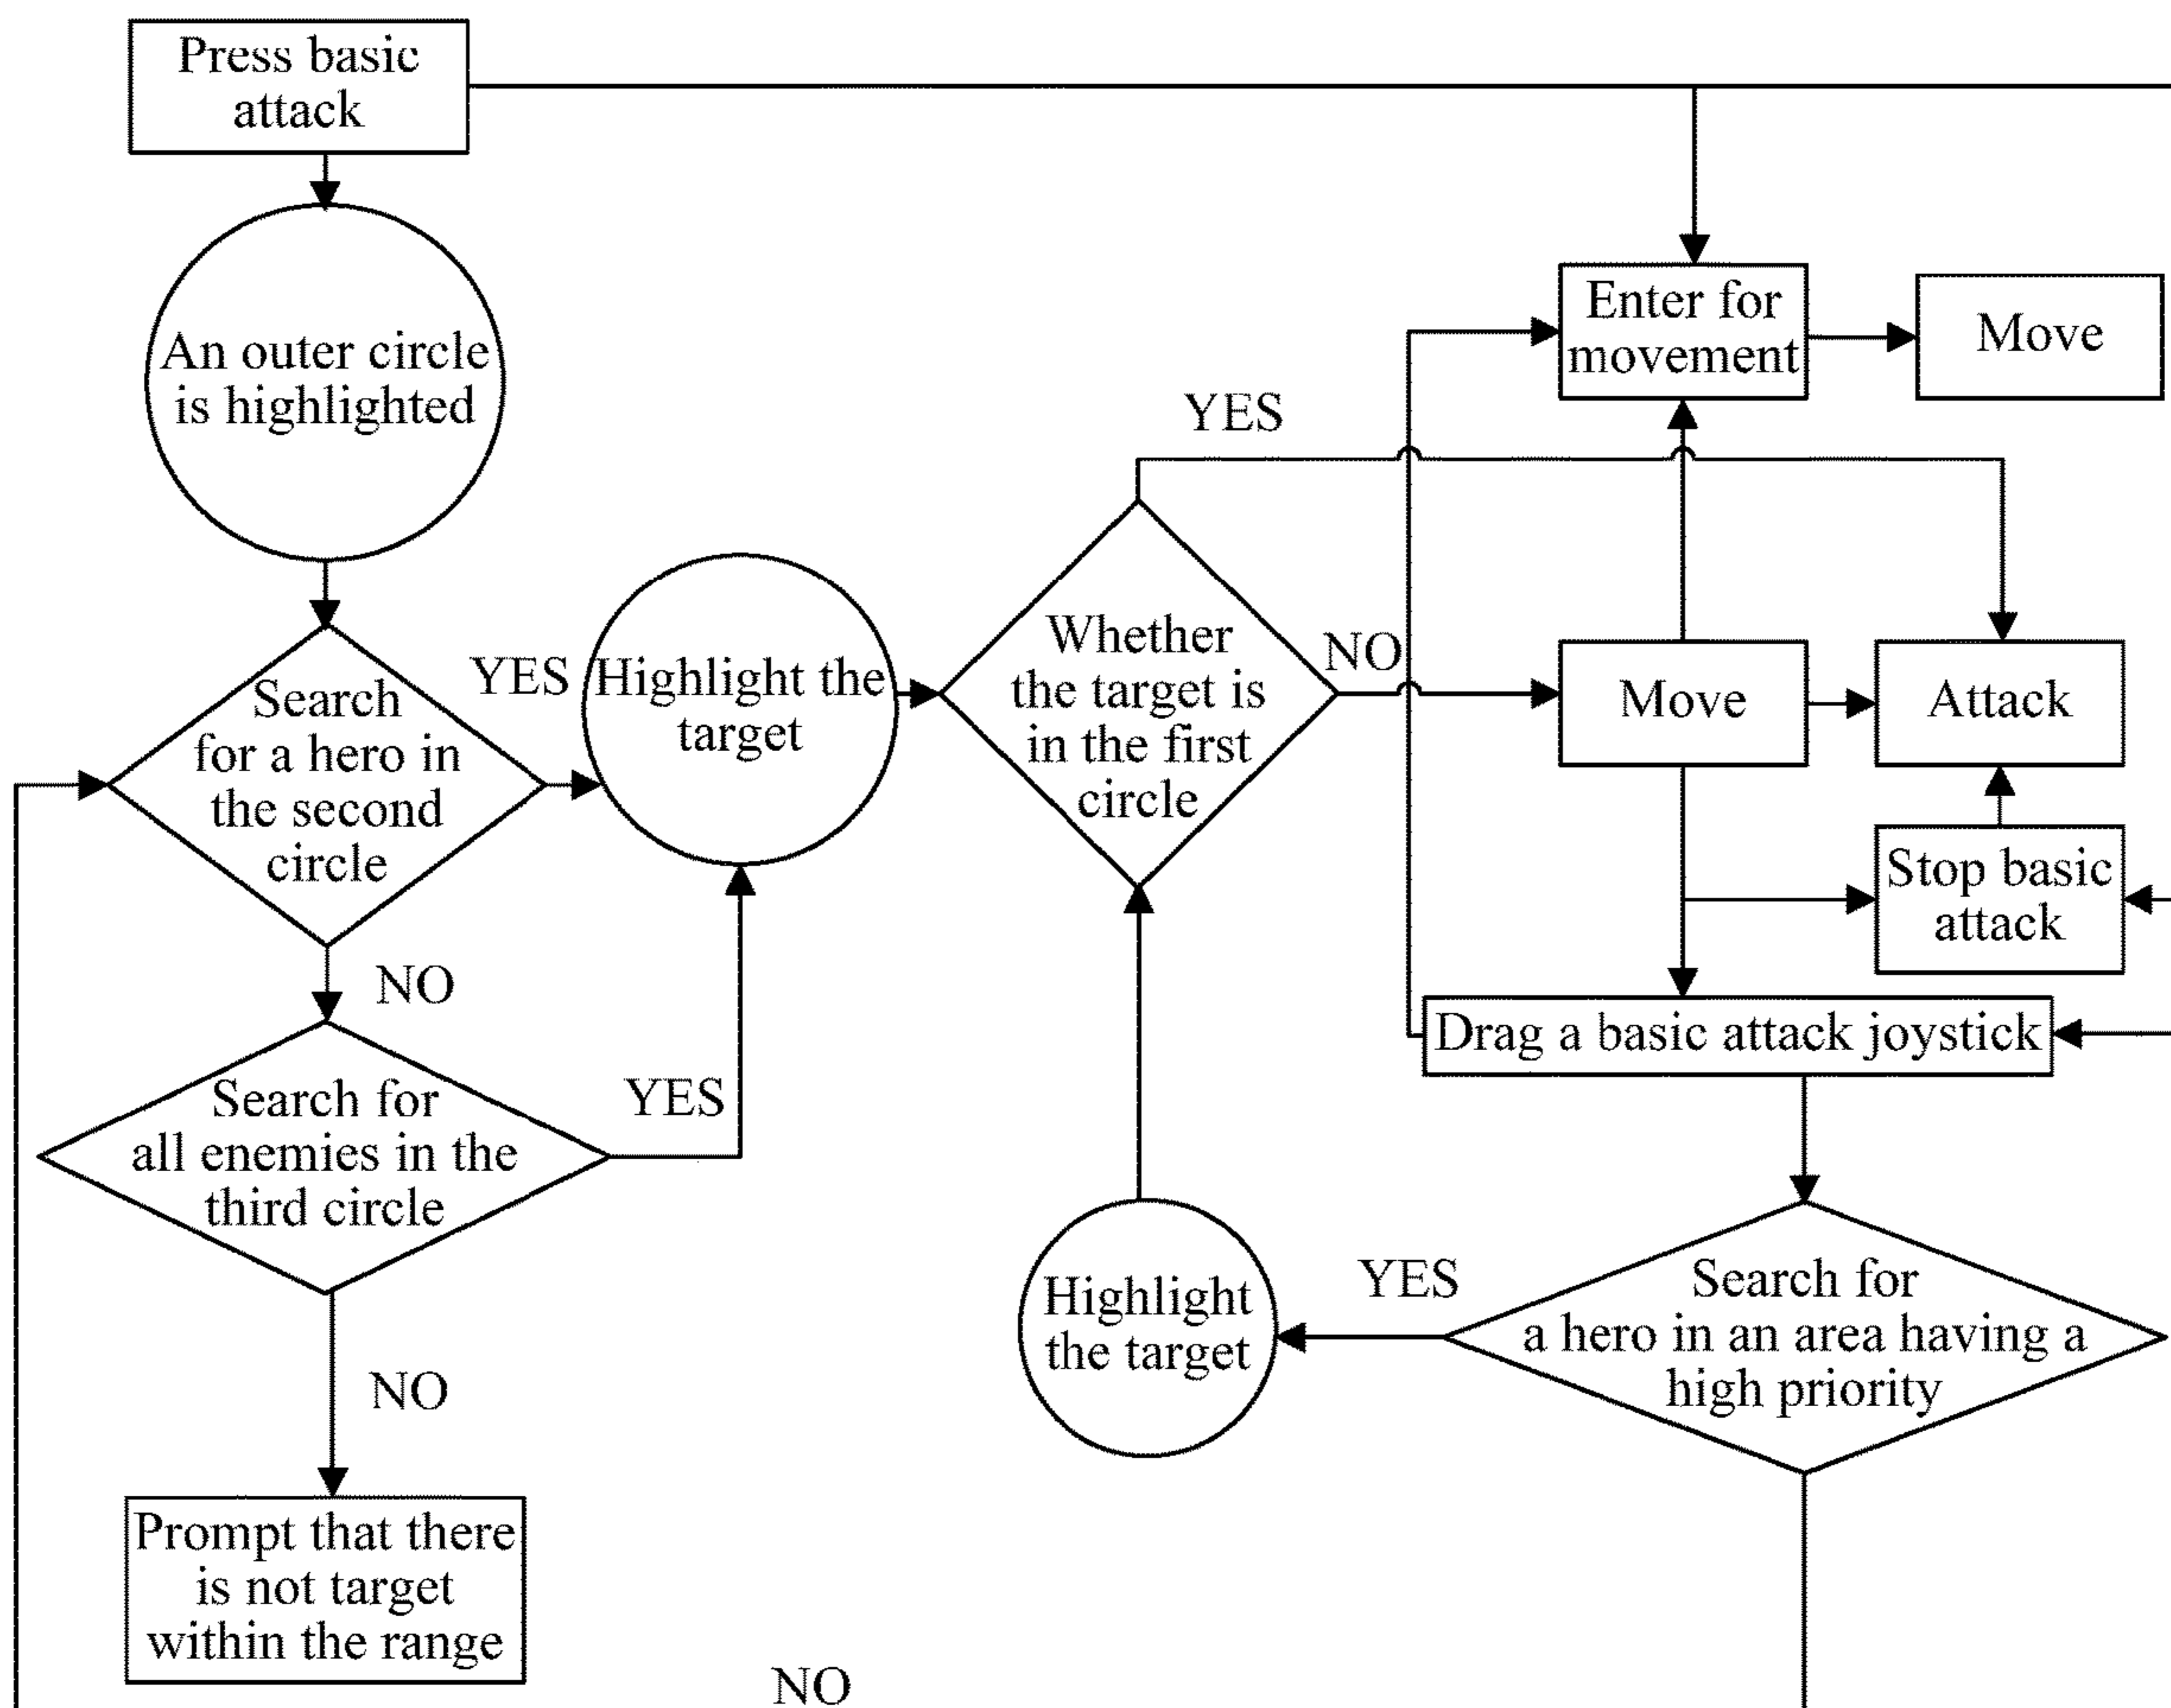 Press basic
attack
An outer circle
is highlighted
Search
for a hero in
the second
circle
YES
Highlight the
target
NO
Search for
all enemies in the
third circle
YES
NO
Prompt that there
is not target
within the range
Whether
the target is
in the first
circle
YES
NO
Enter for
movement
Move
Move
Attack
Stop basic
attack
Drag a basic attack joystick
Search for
a hero in an area having a
high priority
YES
Highlight
the target
NO